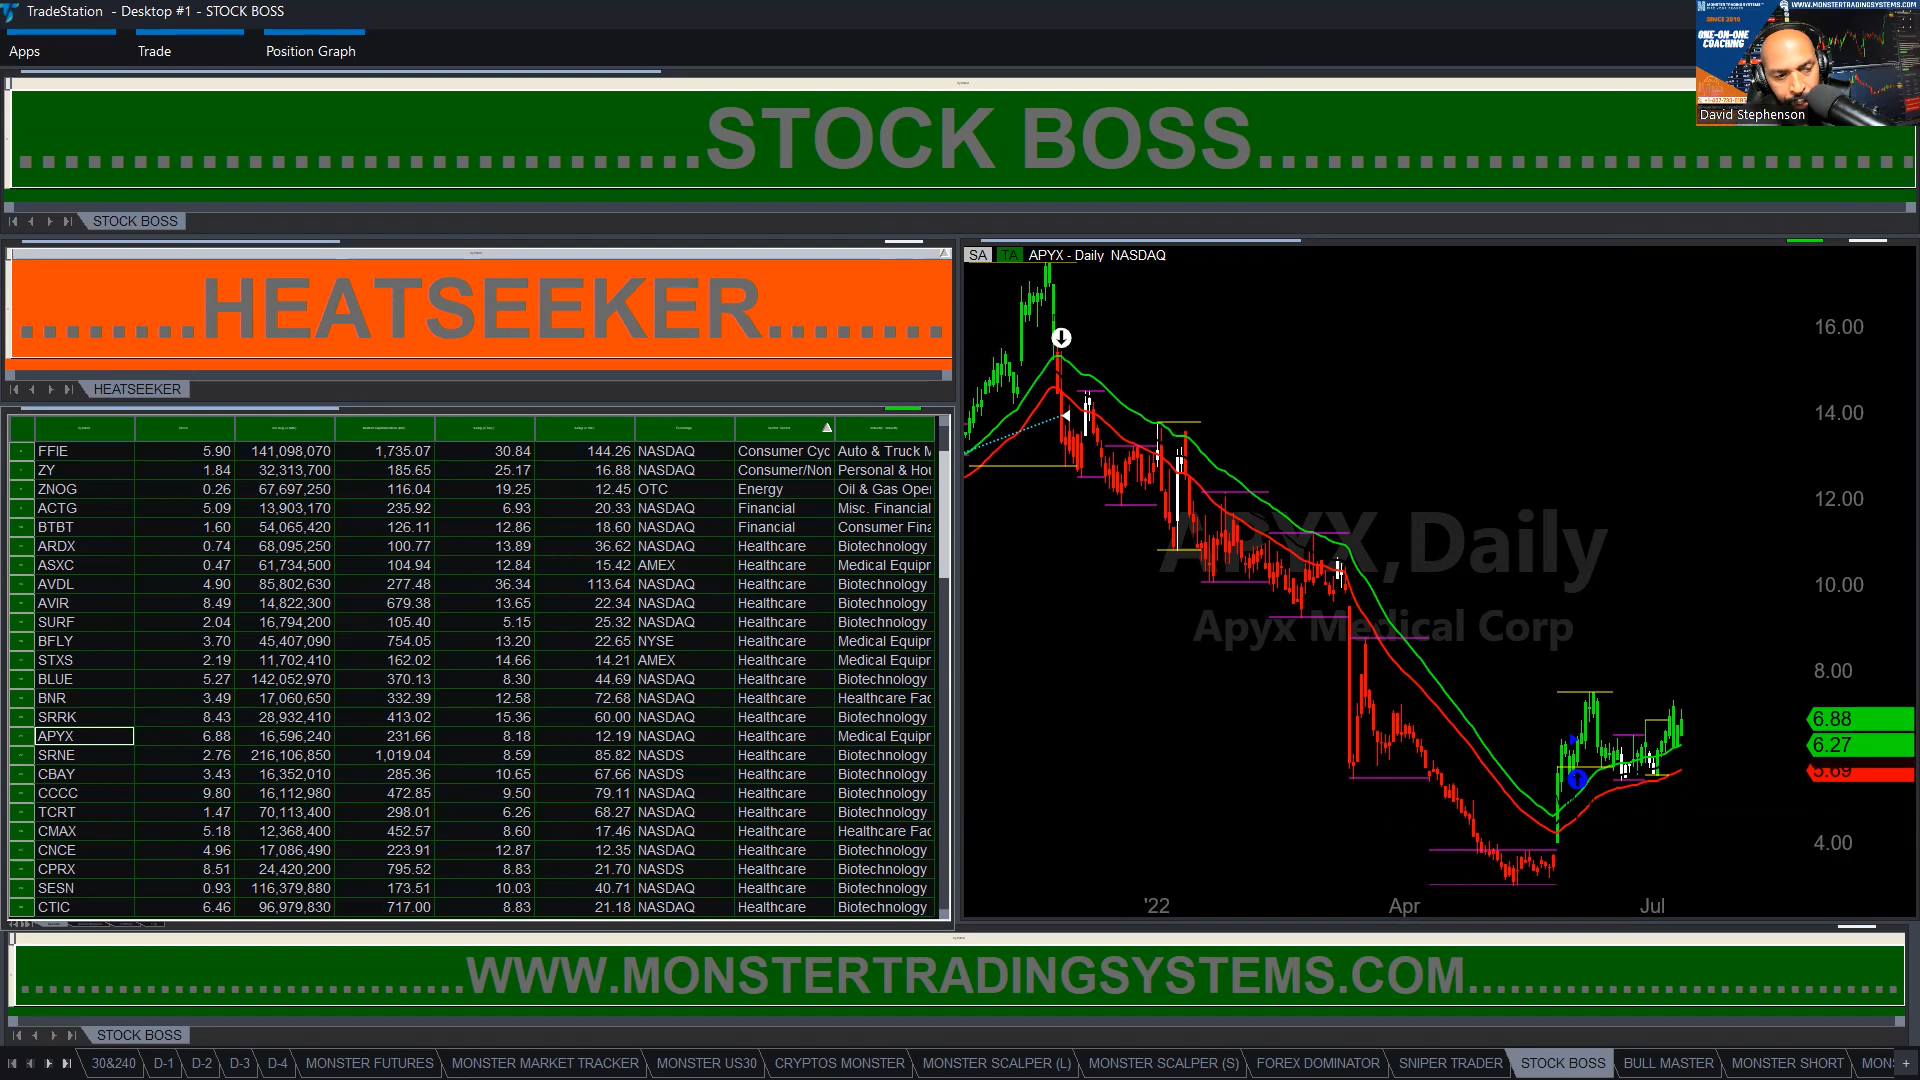 TradeStation - Desktop #1 - STOCK BOSS
Apps Trade Position Graph
WWW.MONSTERTRADINGSYSTEMS.COM
SINCE 2010
ONE-ON-ONE
COACHING
David Stephenson
STOCK BOSS
STOCK BOSS
HEATSEEKER
HEATSEEKER
FFIE 5.90 141,098,070 1,735.07 30.84 144.26 NASDAQ Consumer Cyc Auto & Truck M
ZY 1.84 32,313,700 185.65 25.17 16.88 NASDAQ Consumer/Non Personal & Hou
ZNOG 0.26 67,697,250 116.04 19.25 12.45 OTC Energy Oil & Gas Oper
ACTG 5.09 13,903,170 235.92 6.93 20.33 NASDAQ Financial Misc. Financial
BTBT 1.60 54,065,420 126.11 12.86 18.60 NASDAQ Financial Consumer Fina
ARDX 0.74 68,095,250 100.77 13.89 36.62 NASDAQ Healthcare Biotechnology
ASXC 0.47 61,734,500 104.94 12.84 15.42 AMEX Healthcare Medical Equipr
AVDL 4.90 85,802,630 277.48 36.34 113.64 NASDAQ Healthcare Biotechnology
AVIR 8.49 14,822,300 679.38 13.65 22.34 NASDAQ Healthcare Biotechnology
SURF 2.04 16,794,200 105.40 5.15 25.32 NASDAQ Healthcare Biotechnology
BFLY 3.70 45,407,090 754.05 13.20 22.65 NYSE Healthcare Medical Equipr
STXS 2.19 11,702,410 162.02 14.66 14.21 AMEX Healthcare Medical Equipr
BLUE 5.27 142,052,970 370.13 8.30 44.69 NASDAQ Healthcare Biotechnology
BNR 3.49 17,060,650 332.39 12.58 72.68 NASDAQ Healthcare Healthcare Fac
SRRK 8.43 28,932,410 413.02 15.36 60.00 NASDAQ Healthcare Biotechnology
APYX 6.88 16,596,240 231.66 8.18 12.19 NASDAQ Healthcare Medical Equipr
SRNE 2.76 216,106,850 1,019.04 8.59 85.82 NASDS Healthcare Biotechnology
CBAY 3.43 16,352,010 285.36 10.65 67.66 NASDS Healthcare Biotechnology
CCCC 9.80 16,112,980 472.85 9.50 79.11 NASDAQ Healthcare Biotechnology
TCRT 1.47 70,113,400 298.01 6.26 68.27 NASDAQ Healthcare Biotechnology
CMAX 5.18 12,368,400 452.57 8.60 17.46 NASDAQ Healthcare Healthcare Fac
CNCE 4.96 17,086,490 223.91 12.87 12.35 NASDAQ Healthcare Biotechnology
CPRX 8.51 24,420,200 795.52 8.83 21.70 NASDS Healthcare Biotechnology
SESN 0.93 116,379,880 173.51 10.03 40.71 NASDAQ Healthcare Biotechnology
CTIC 6.46 96,979,830 717.00 8.83 21.18 NASDAQ Healthcare Biotechnology
SA TA APYX - Daily NASDAQ
16.00
14.00
12.00
APYX,Daily
10.00
Apyx Medical Corp
8.00
6.88
6.27
5.69
4.00
'22 Apr Jul
WWW.MONSTERTRADINGSYSTEMS.COM
STOCK BOSS
30&240 D-1 D-2 D-3 D-4 MONSTER FUTURES MONSTER MARKET TRACKER MONSTER US30 CRYPTOS MONSTER MONSTER SCALPER (L) MONSTER SCALPER (S) FOREX DOMINATOR SNIPER TRADER STOCK BOSS BULL MASTER MONSTER SHORT MON